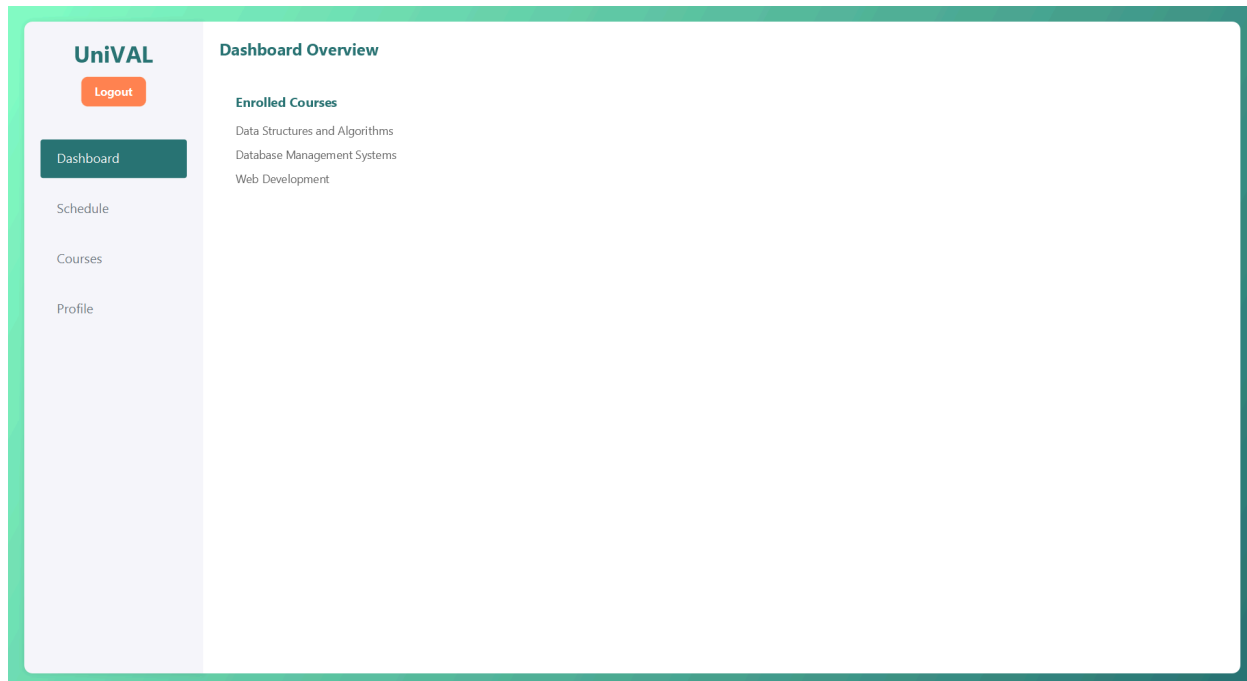 UniVAL
Logout
Dashboard
Schedule
Courses
Profile
Dashboard Overview
Enrolled Courses
Data Structures and Algorithms
Database Management Systems
Web Development